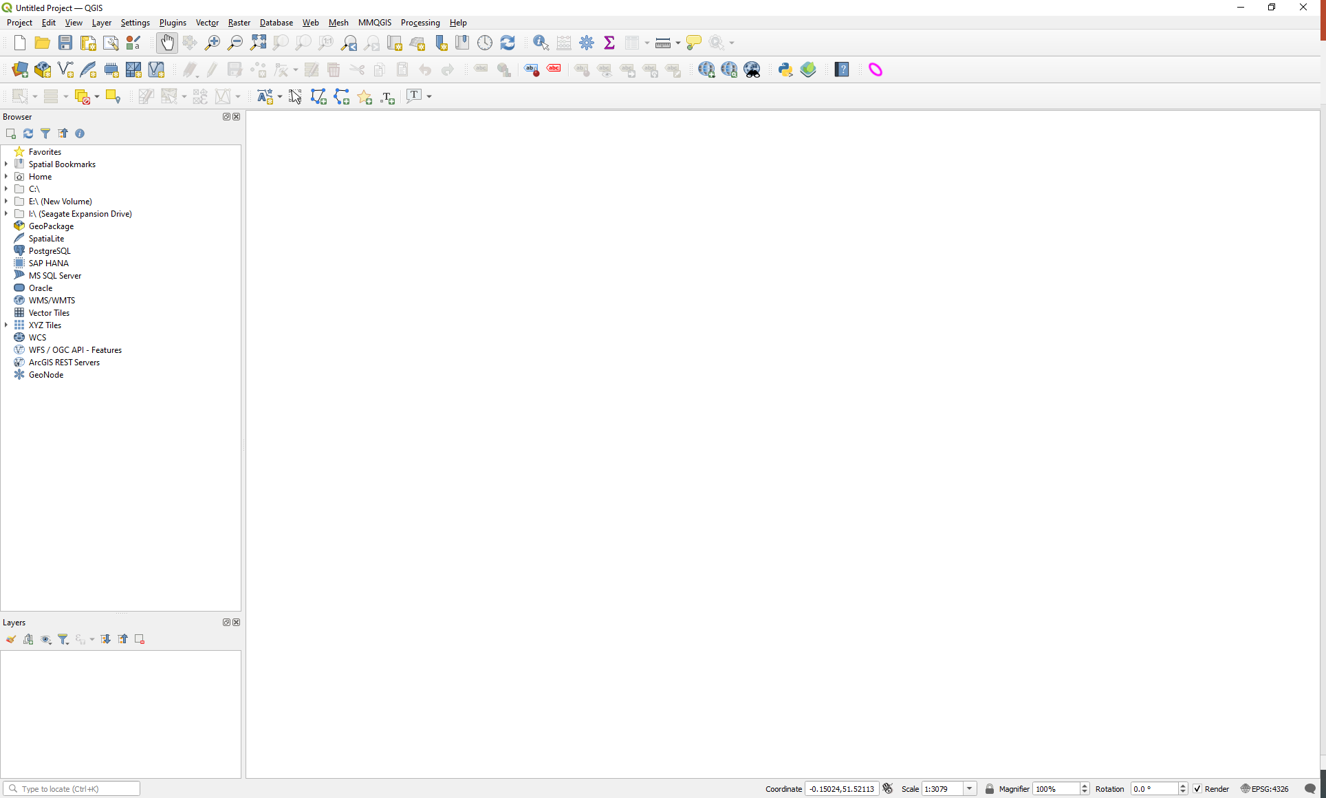 Untitled Project — QGIS
Project Edit View Layer Settings Plugins Vector Raster Database Web Mesh MMQGIS Processing Help
Browser
Favorites
Spatial Bookmarks
Home
C:\
E:\ (New Volume)
I:\ (Seagate Expansion Drive)
GeoPackage
SpatiaLite
PostgreSQL
SAP HANA
MS SQL Server
Oracle
WMS/WMTS
Vector Tiles
XYZ Tiles
WCS
WFS / OGC API - Features
ArcGIS REST Servers
GeoNode
Layers
Type to locate (Ctrl+K) Coordinate -0.15024,51.52113 Scale 1:3079 Magnifier 100% Rotation 0.0 ° Render EPSG:4326